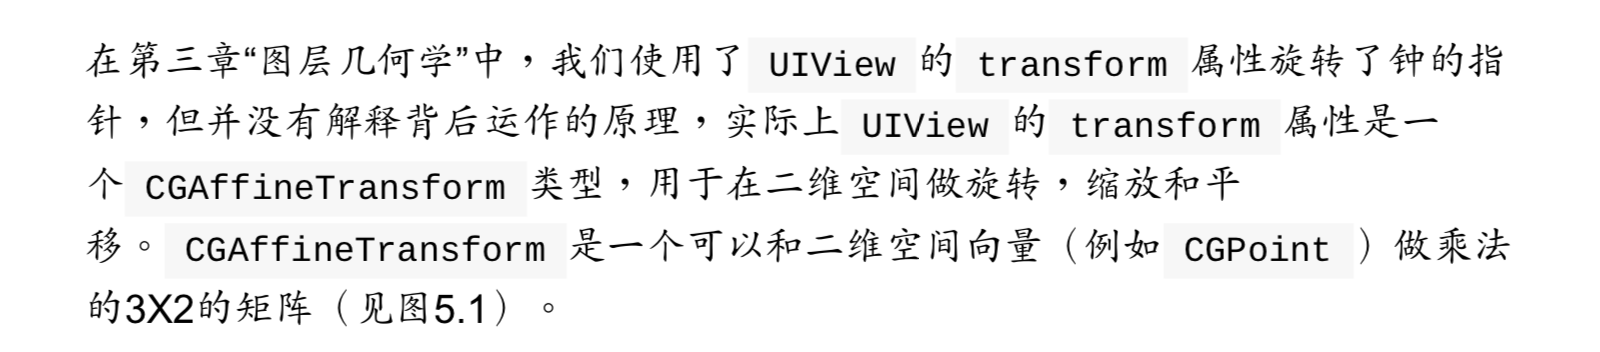 在第三章“图层几何学”中，我们使用了 UIView 的 transform 属性旋转了钟的指
针，但并没有解释背后运作的原理，实际上 UIView 的 transform 属性是一
个 CGAffineTransform 类型，用于在二维空间做旋转，缩放和平
移。 CGAffineTransform 是一个可以和二维空间向量（例如 CGPoint ）做乘法
的3X2的矩阵（见图5.1）。